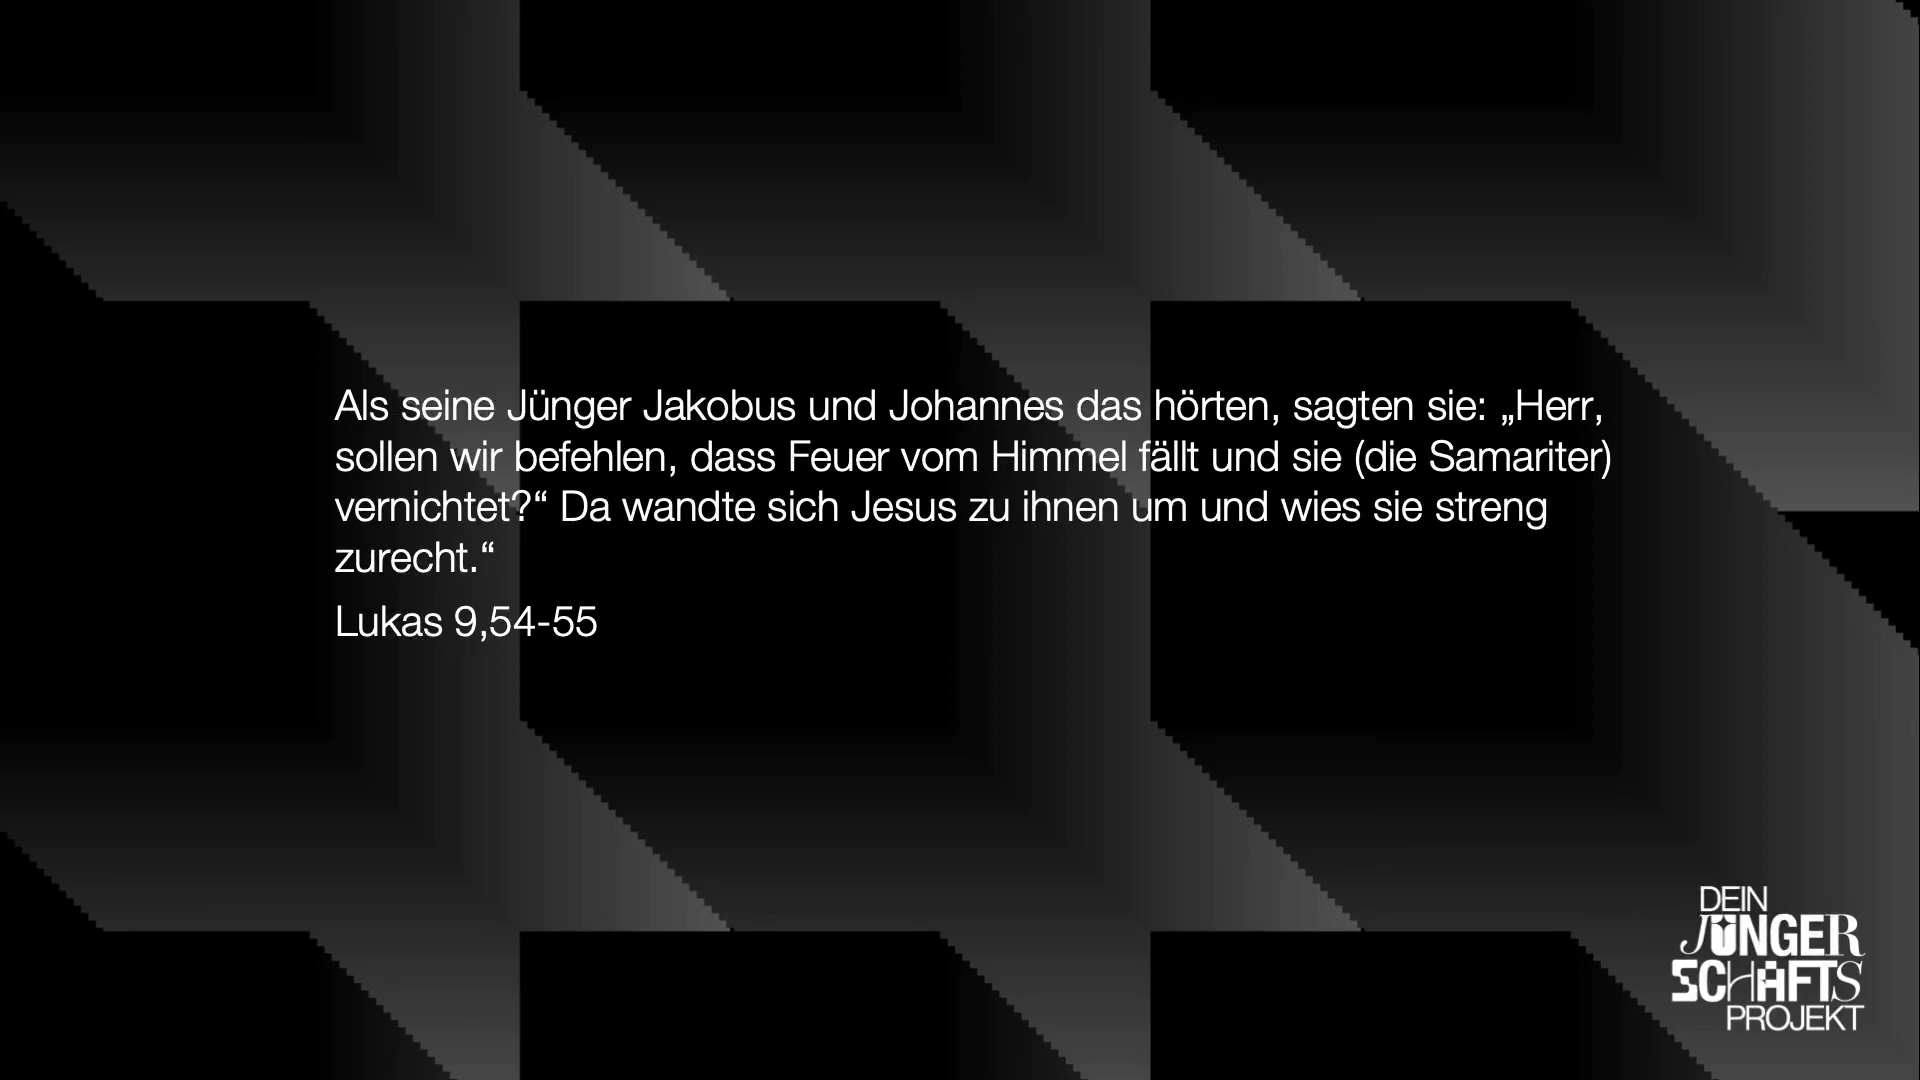 Als seine Jünger Jakobus und Johannes das hörten, sagten sie: „Herr,
sollen wir befehlen, dass Feuer vom Himmel fällt und sie (die Samariter)
vernichtet?“ Da wandte sich Jesus zu ihnen um und wies sie streng
zurecht.“
Lukas 9,54-55
DEIN
JÜNGER
SCHAFTS
PROJEKT